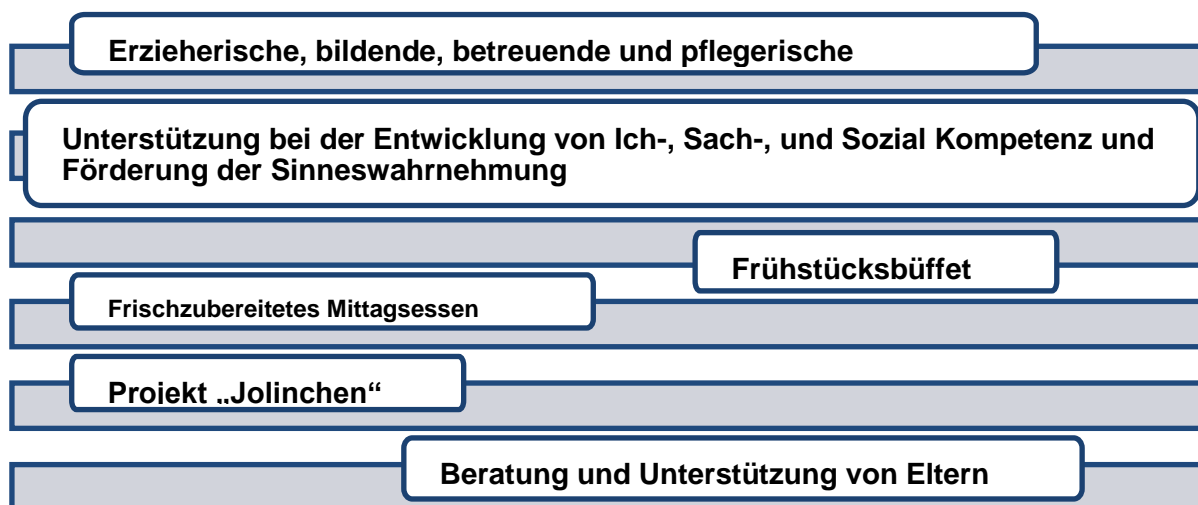 Erzieherische, bildende, betreuende und pflegerische
Unterstützung bei der Entwicklung von Ich-, Sach-, und Sozial Kompetenz und
Förderung der Sinneswahrnehmung
Frühstücksbüffet
Frischzubereitetes Mittagsessen
Projekt „Jolinchen“
Beratung und Unterstützung von Eltern